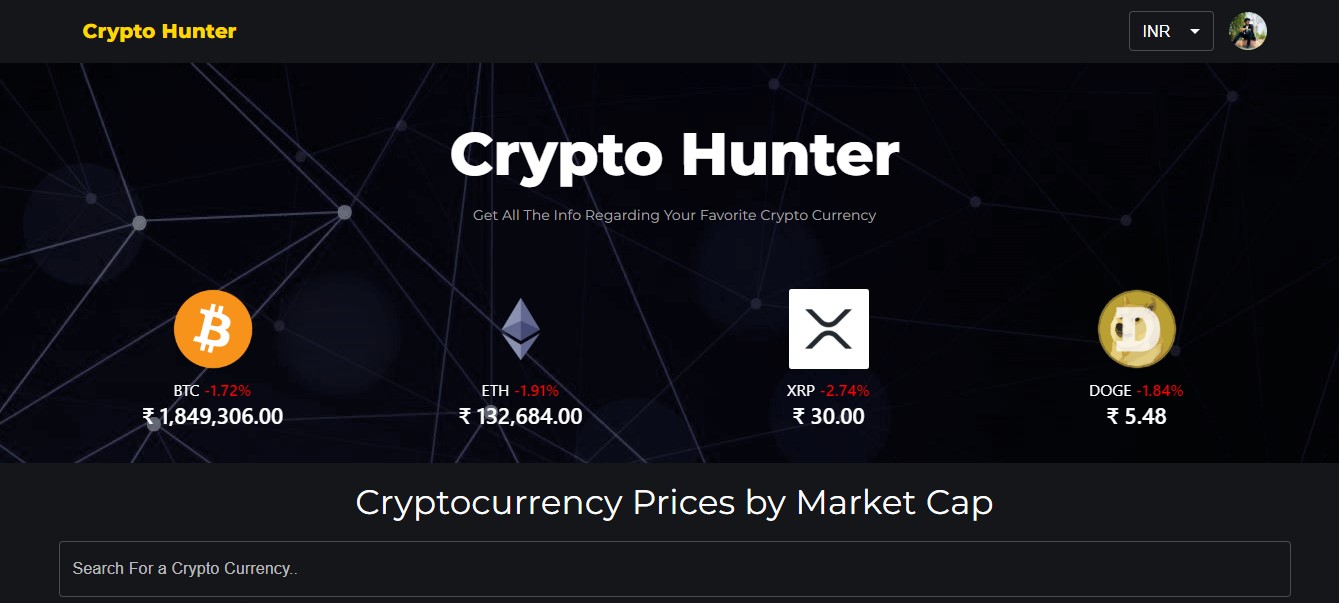 Crypto Hunter
INR
Crypto Hunter
Get All The Info Regarding Your Favorite Crypto Currency
BTC -1.72%
₹ 1,849,306.00
ETH -1.91%
₹ 132,684.00
XRP -2.74%
₹ 30.00
DOGE -1.84%
₹ 5.48
Cryptocurrency Prices by Market Cap
Search For a Crypto Currency..